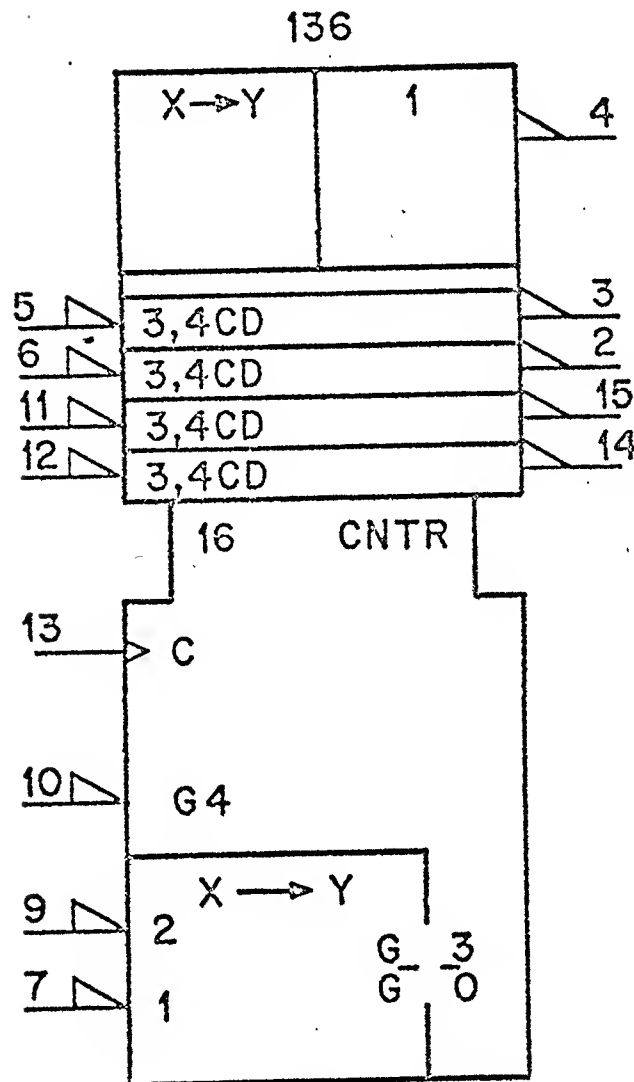 136
X→Y 1 4
5 3,4CD 3
6 3,4CD 2
11 3,4CD 15
12 3,4CD 14
16 CNTR
13 C
10 G4
X → Y
9 2
G 3
G 0
7 1